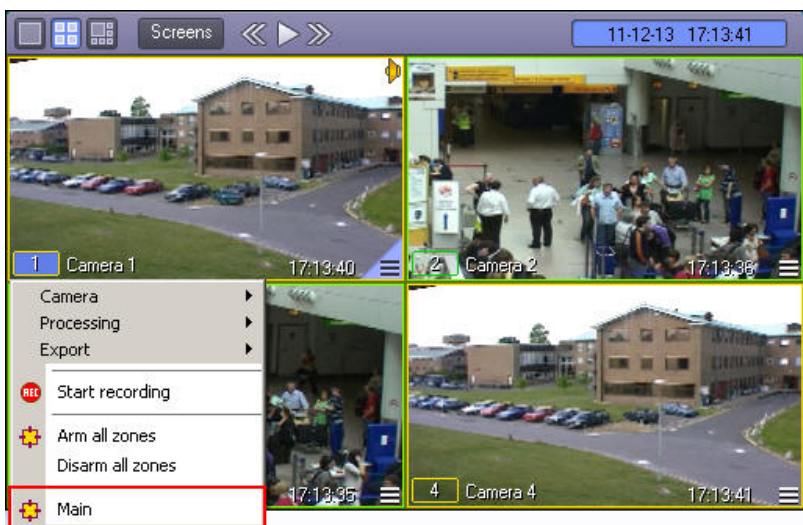 Screens
11-12-13 17:13:41
1 Camera 1 17:13:40
2 Camera 2 17:13:36
Camera
Processing
Export
REC Start recording
Arm all zones
Disarm all zones
Main
17:13:35
4 Camera 4 17:13:41